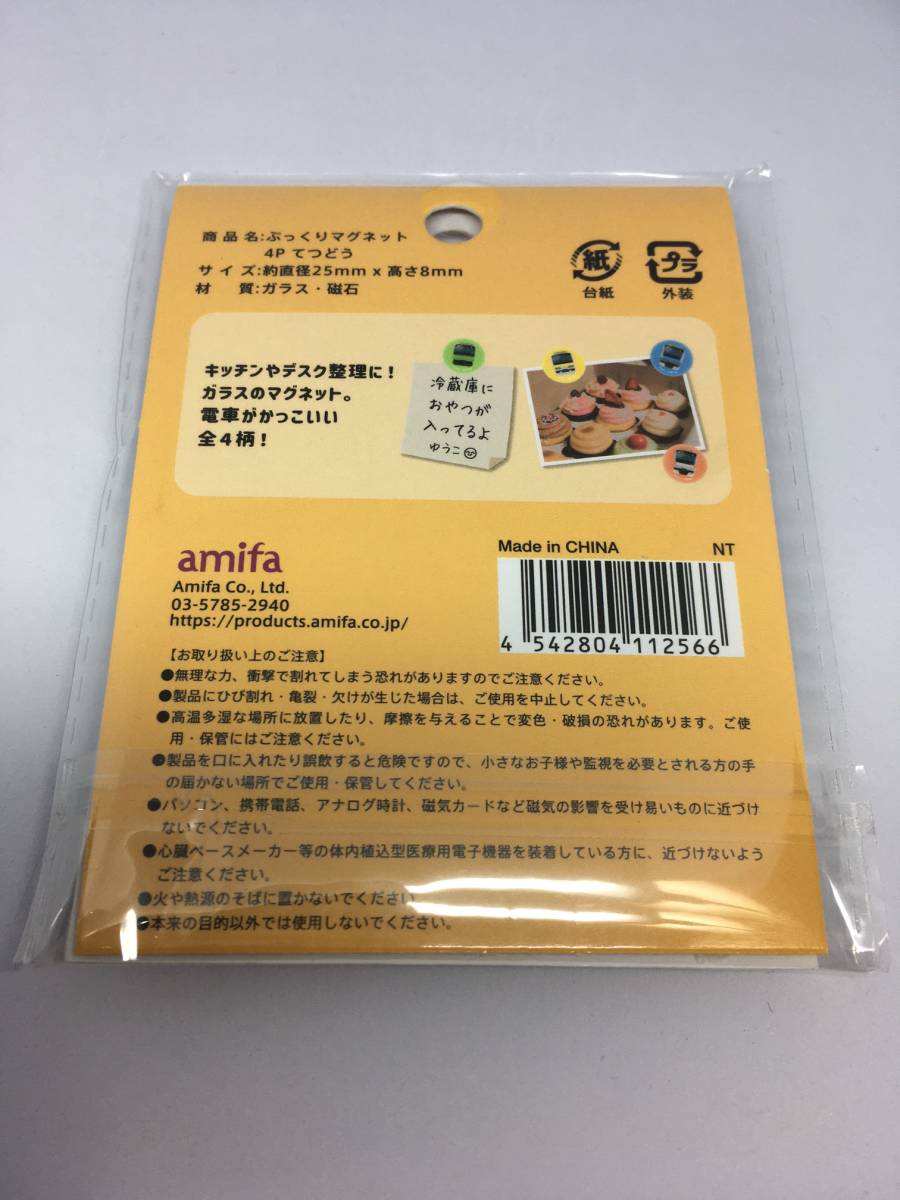 商品名:ぷっくりマグネット
4P てつどう
サイズ:約直径25mm x 高さ8mm
材 質:ガラス・磁石
紙
台紙
プラ
外装
キッチンやデスク整理に!
ガラスのマグネット。
電車がかっこいい
全4柄!
冷蔵庫に
おやつが
入ってるよ
ゆうこ
amifa
Amifa Co., Ltd.
03-5785-2940
https://products.amifa.co.jp/
Made in CHINA NT
4 542804 112566
【お取り扱い上のご注意】
●無理な力、衝撃で割れてしまう恐れがありますのでご注意ください。
●製品にひび割れ・亀裂・欠けが生じた場合は、ご使用を中止してください。
●高温多湿な場所に放置したり、摩擦を与えることで変色・破損の恐れがあります。ご使
用・保管にはご注意ください。
●製品を口に入れたり誤飲すると危険ですので、小さなお子様や監視を必要とされる方の手
の届かない場所でご使用・保管してください。
●パソコン、携帯電話、アナログ時計、磁気カードなど磁気の影響を受け易いものに近づけ
ないでください。
●心臓ペースメーカー等の体内植込型医療用電子機器を装着している方に、近づけないよう
ご注意ください。
●火や熱源のそばに置かないでください
●本来の目的以外では使用しないでください。